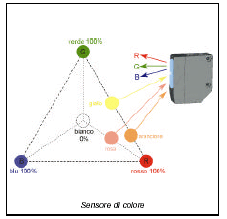 verde 100%
G
R
G
B
giallo
bianco
0%
arancione
rosa
B
R
blu 100%
rosso 100%
Sensore di colore